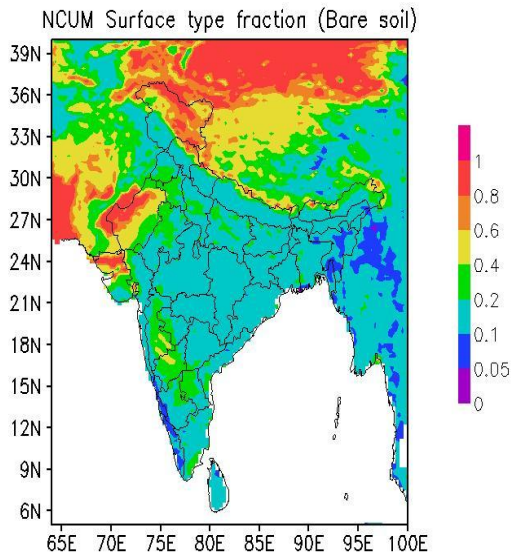 NCUM Surface type fraction (Bare soil)
39N
36N
33N
30N
27N
24N
21N
18N
15N
12N
9N
6N
65E 70E 75E 80E 85E 90E 95E 100E
1
0.8
0.6
0.4
0.2
0.1
0.05
0